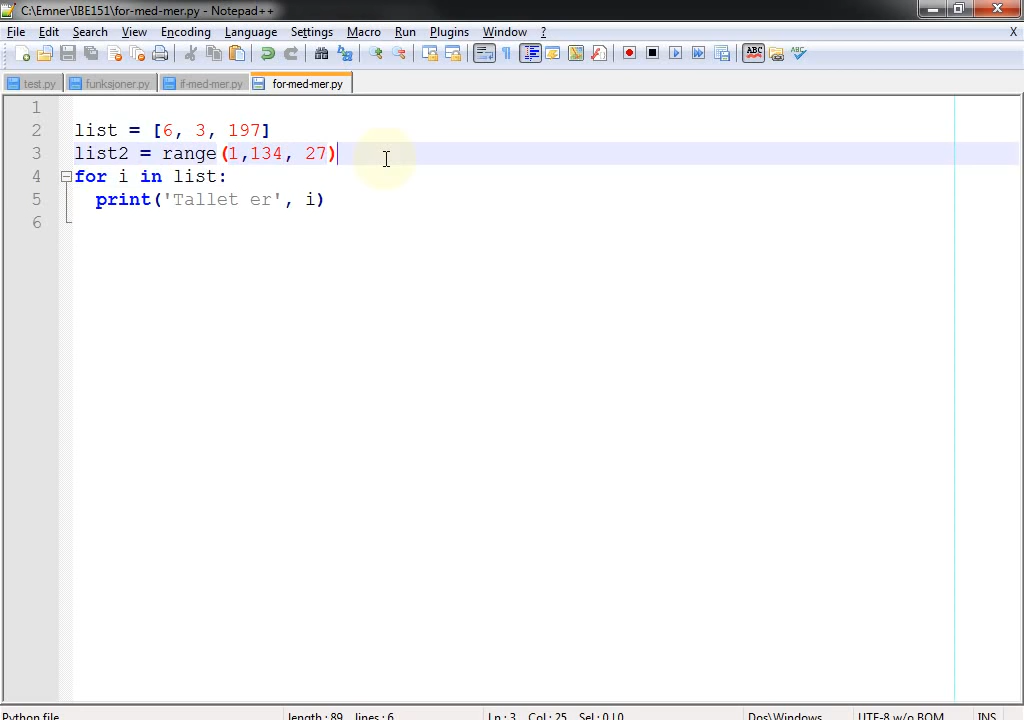 C:\Emner\IBE151\for-med-mer.py - Notepad++
File Edit Search View Encoding Language Settings Macro Run Plugins Window ? X
ABC ABC
test.py funksjoner.py if-med-mer.py for-med-mer.py
1
2 list = [6, 3, 197]
3 list2 = range(1,134, 27)
4 for i in list:
5 print('Tallet er', i)
6
Python file length : 89 lines : 6 Ln : 3 Col : 25 Sel : 0 | 0 Dos\Windows UTF-8 w/o BOM INS